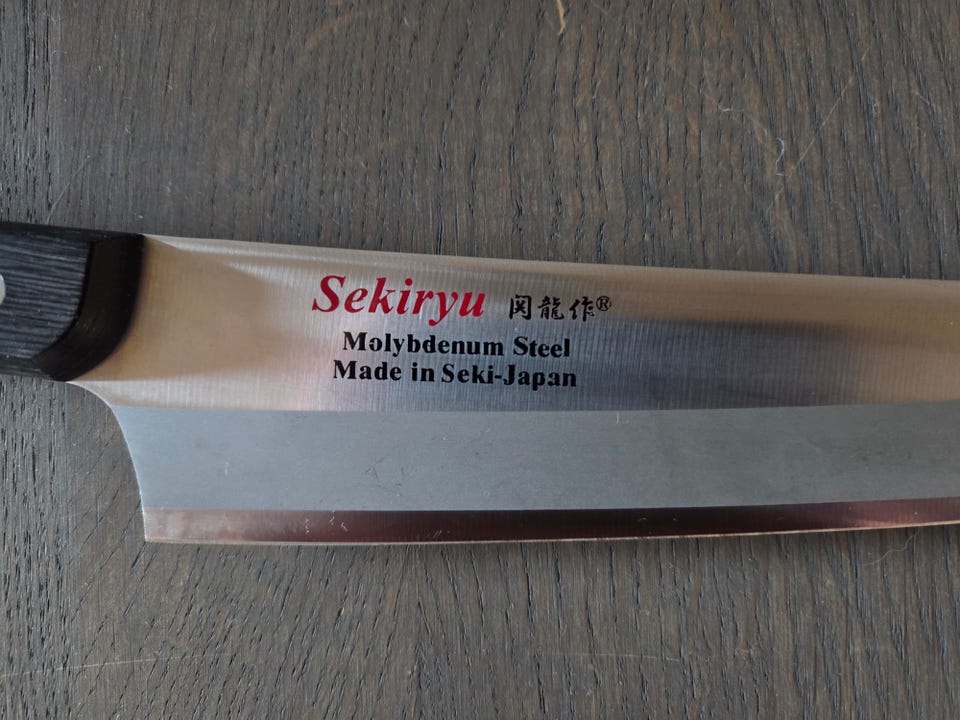 Sekiryu 関龍作®
Molybdenum Steel
Made in Seki-Japan